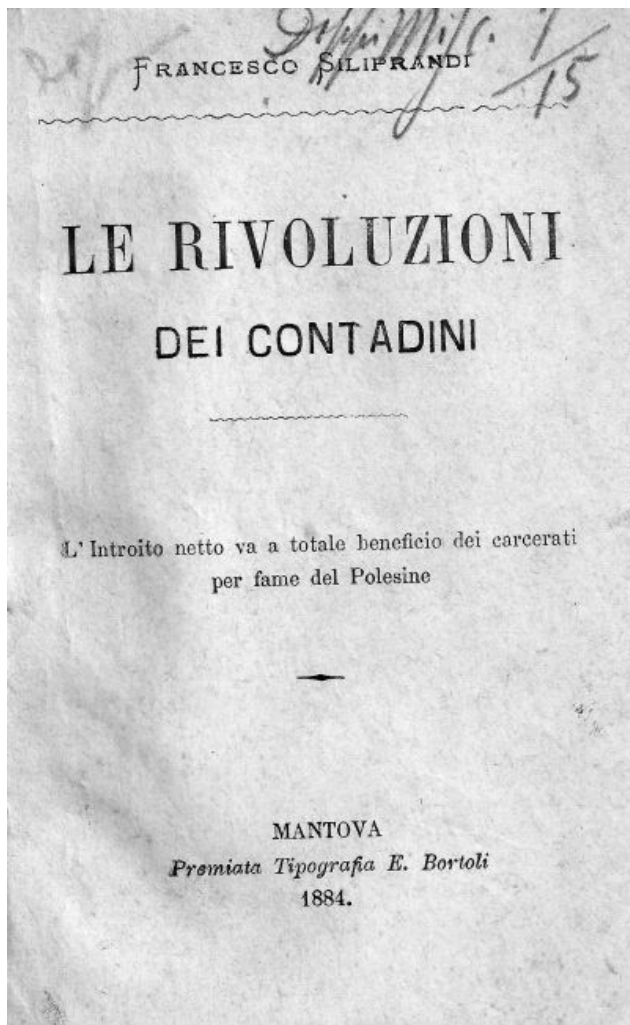 FRANCESCO SILIPRANDI
15
LE RIVOLUZIONI
DEI CONTADINI
L' Introito netto va a totale beneficio dei carcerati
per fame del Polesine
MANTOVA
Premiata Tipografia E. Bortoli
1884.